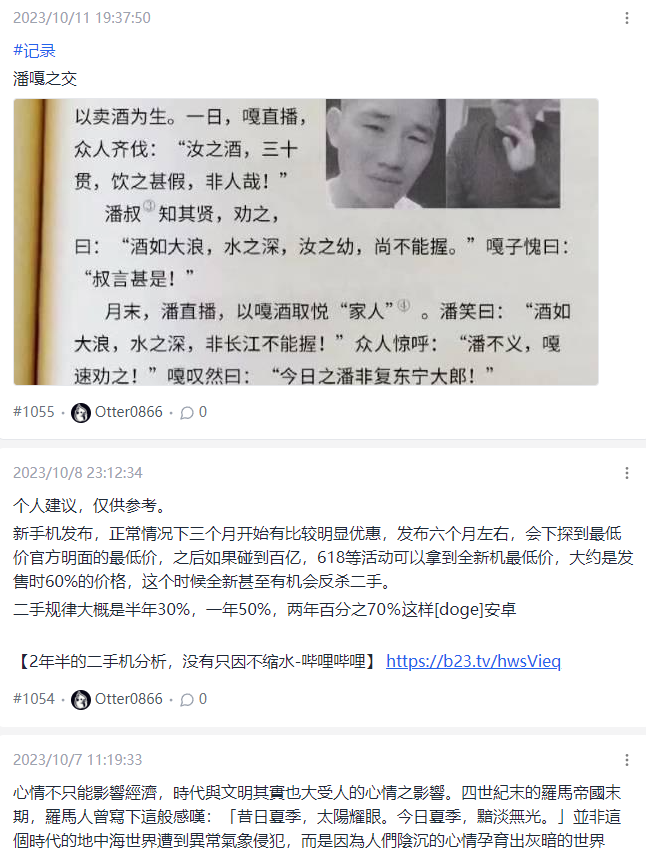 2023/10/11 19:37:50
#记录
潘嘎之交
以卖酒为生。一日，嘎直播，
众人齐伐：“汝之酒，三十
贯，饮之甚假，非人哉！”
潘叔③知其贤，劝之，
曰：“酒如大浪，水之深，汝之幼，尚不能握。”嘎子愧曰：
“叔言甚是！”
月末，潘直播，以嘎酒取悦“家人”④。潘笑曰：“酒如
大浪，水之深，非长江不能握！”众人惊呼：“潘不义，嘎
速劝之！”嘎叹然曰：“今日之潘非复东宁大郎！”
#1055 · Otter0866 · 0
2023/10/8 23:12:34
个人建议，仅供参考。
新手机发布，正常情况下三个月开始有比较明显优惠，发布六个月左右，会下探到最低
价官方明面的最低价，之后如果碰到百亿，618等活动可以拿到全新机最低价，大约是发
售时60%的价格，这个时候全新甚至有机会反杀二手。
二手规律大概是半年30%，一年50%，两年百分之70%这样[doge]安卓
【2年半的二手机分析，没有只因不缩水-哔哩哔哩】 https://b23.tv/hwsVieq
#1054 · Otter0866 · 0
2023/10/7 11:19:33
心情不只能影響經濟，時代與文明其實也大受人的心情之影響。四世紀末的羅馬帝國末
期，羅馬人曾寫下這般感嘆：「昔日夏季，太陽耀眼。今日夏季，黯淡無光。」並非這
個時代的地中海世界遭到異常氣象侵犯，而是因為人們陰沉的心情孕育出灰暗的世界